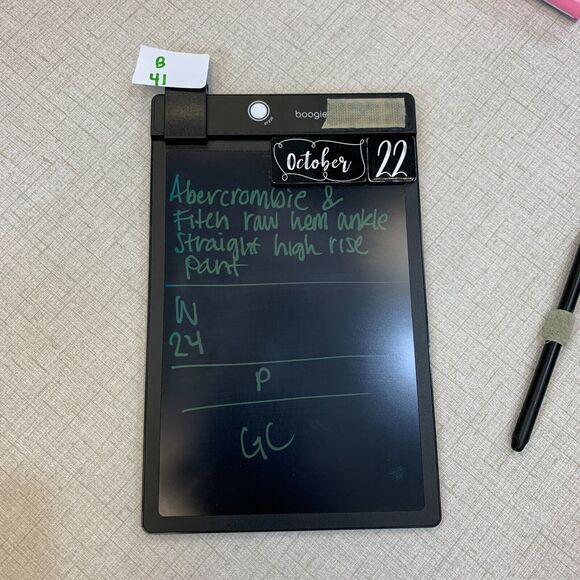 B
41
boogie
October 22
Abercrombie &
Fitch raw hem ankle
Straight high rise
pant
W
24
P
GC